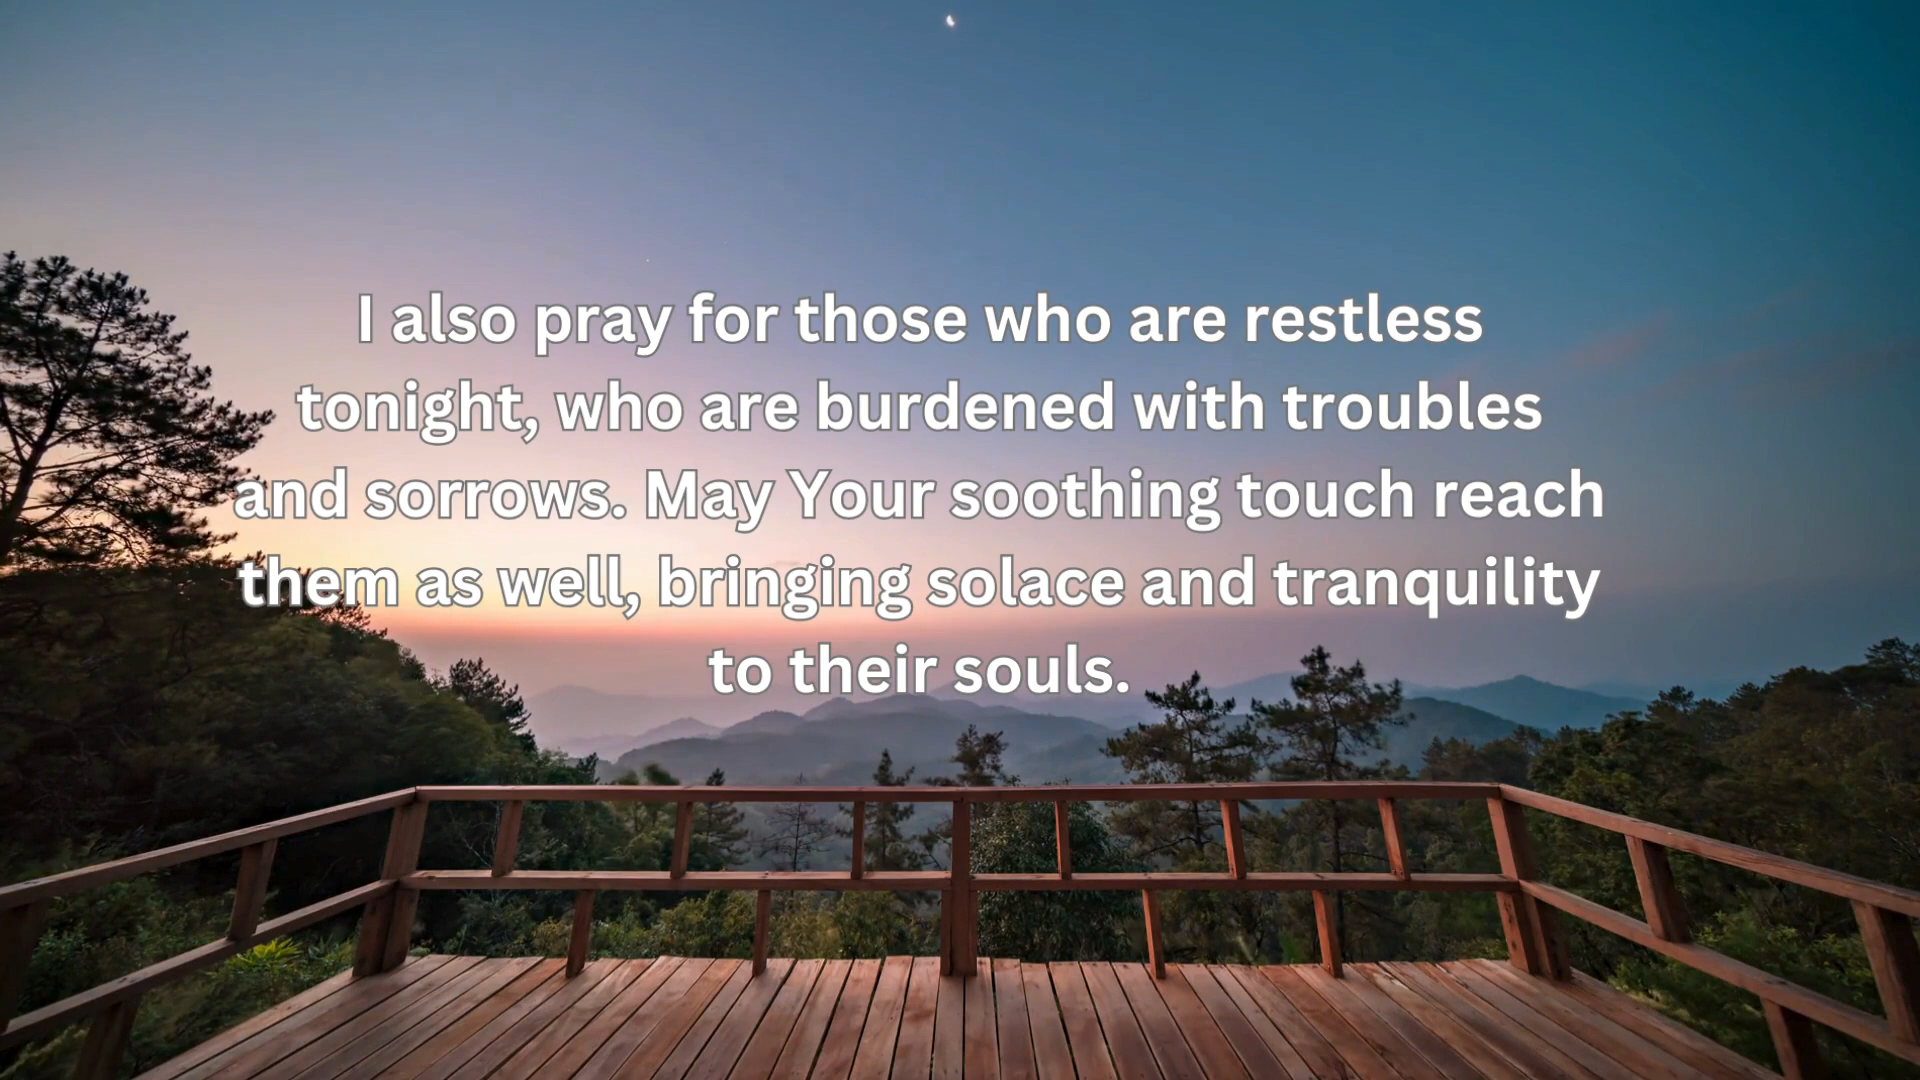 I also pray for those who are restless
tonight, who are burdened with troubles
and sorrows. May Your soothing touch reach
them as well, bringing solace and tranquility
to their souls.